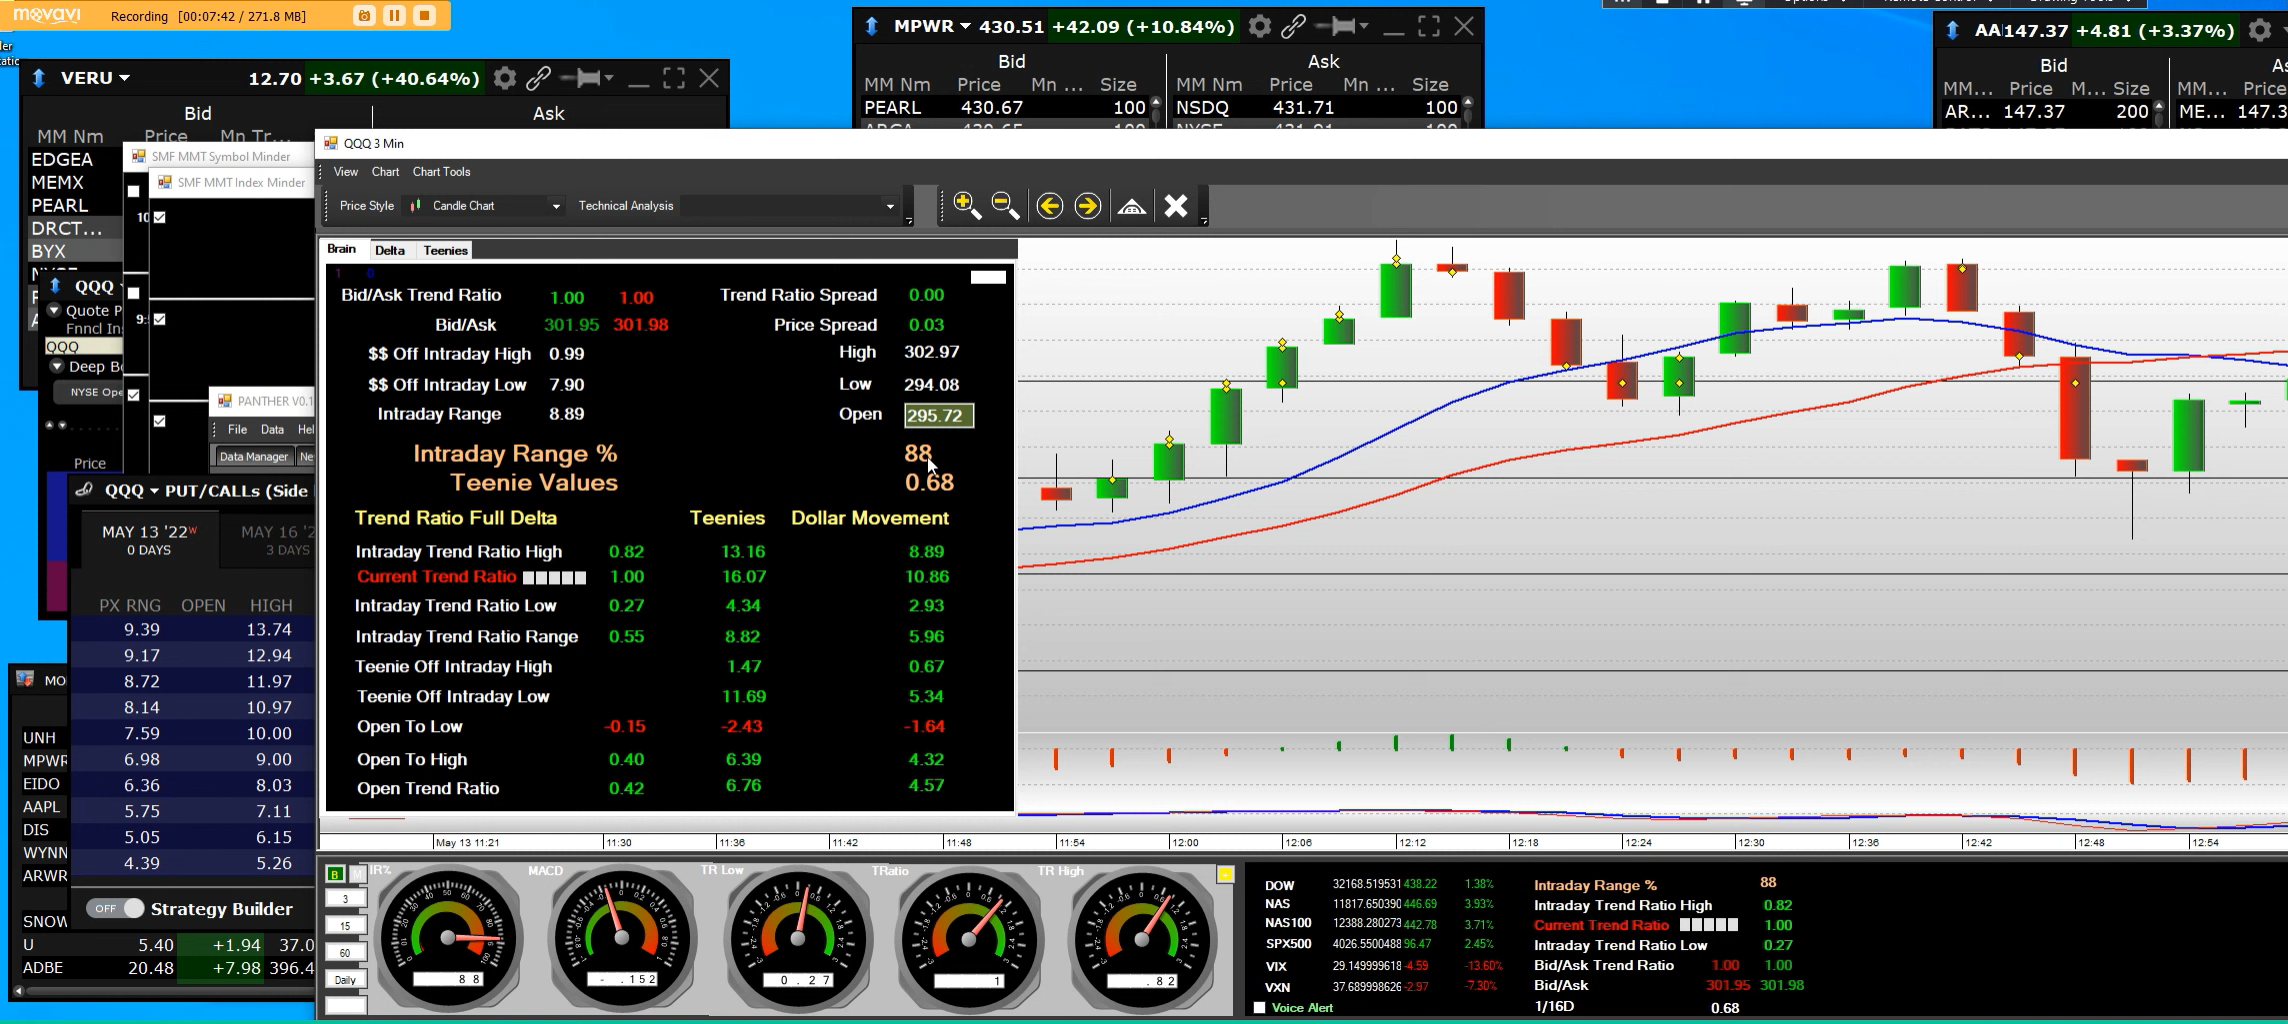 movavi Recording [00:07:42 / 271.8 MB]
VERU 12.70 +3.67 (+40.64%)
Bid Ask
MM Nm Price Mn Tr...
EDGEA
MEMX
PEARL
DRCT...
BYX
MPWR 430.51 +42.09 (+10.84%)
Bid Ask
MM Nm Price Mn ... Size MM Nm Price Mn ... Size
PEARL 430.67 100 NSDQ 431.71 100
147.37 +4.81 (+3.37%)
Bid
MM... Price M... Size MM... Price
AR... 147.37 200 ME... 147.3
SMF MMT Symbol Minder
SMF MMT Index Minder
QQQ
Quote P
Fnncl In
QQQ
Deep B
NYSE Ope
Price
PANTHER V0.1
File Data Hel
Data Manager Ne
QQQ PUT/CALLs (Side
MAY 13 '22W MAY 16 '2
0 DAYS 3 DAYS
PX RNG OPEN HIGH
9.39 13.74
9.17 12.94
8.72 11.97
8.14 10.97
7.59 10.00
6.98 9.00
6.36 8.03
5.75 7.11
5.05 6.15
4.39 5.26
OFF Strategy Builder
MO
UNH
MPWR
EIDO
AAPL
DIS
WYNN
ARWR
SNOW
U 5.40 +1.94 37.0
ADBE 20.48 +7.98 396.4
QQQ 3 Min
View Chart Chart Tools
Price Style Candle Chart Technical Analysis
Brain Delta Teenies
1 0
Bid/Ask Trend Ratio 1.00 1.00 Trend Ratio Spread 0.00
Bid/Ask 301.95 301.98 Price Spread 0.03
$$ Off Intraday High 0.99 High 302.97
$$ Off Intraday Low 7.90 Low 294.08
Intraday Range 8.89 Open 295.72
Intraday Range % 88
Teenie Values 0.68
Trend Ratio Full Delta Teenies Dollar Movement
Intraday Trend Ratio High 0.82 13.16 8.89
Current Trend Ratio 1.00 16.07 10.86
Intraday Trend Ratio Low 0.27 4.34 2.93
Intraday Trend Ratio Range 0.55 8.82 5.96
Teenie Off Intraday High 1.47 0.67
Teenie Off Intraday Low 11.69 5.34
Open To Low -0.15 -2.43 -1.64
Open To High 0.40 6.39 4.32
Open Trend Ratio 0.42 6.76 4.57
May 13 11:21 11:30 11:36 11:42 11:48 11:54 12:00 12:06 12:12 12:18 12:24 12:30 12:36 12:42 12:48 12:54
B M
3
15
60
Daily
IR% MACD TR Low TRatio TR High
88 -.152 0.27 1 .82
DOW 32168.519531 438.22 1.38%
NAS 11817.650390 446.69 3.93%
NAS100 12388.280273 442.78 3.71%
SPX500 4026.5500488 96.47 2.45%
VIX 29.149999618 -4.59 -13.60%
VXN 37.689998626 -2.97 -7.30%
Voice Alert
Intraday Range % 88
Intraday Trend Ratio High 0.82
Current Trend Ratio 1.00
Intraday Trend Ratio Low 0.27
Bid/Ask Trend Ratio 1.00 1.00
Bid/Ask 301.95 301.98
1/16D 0.68